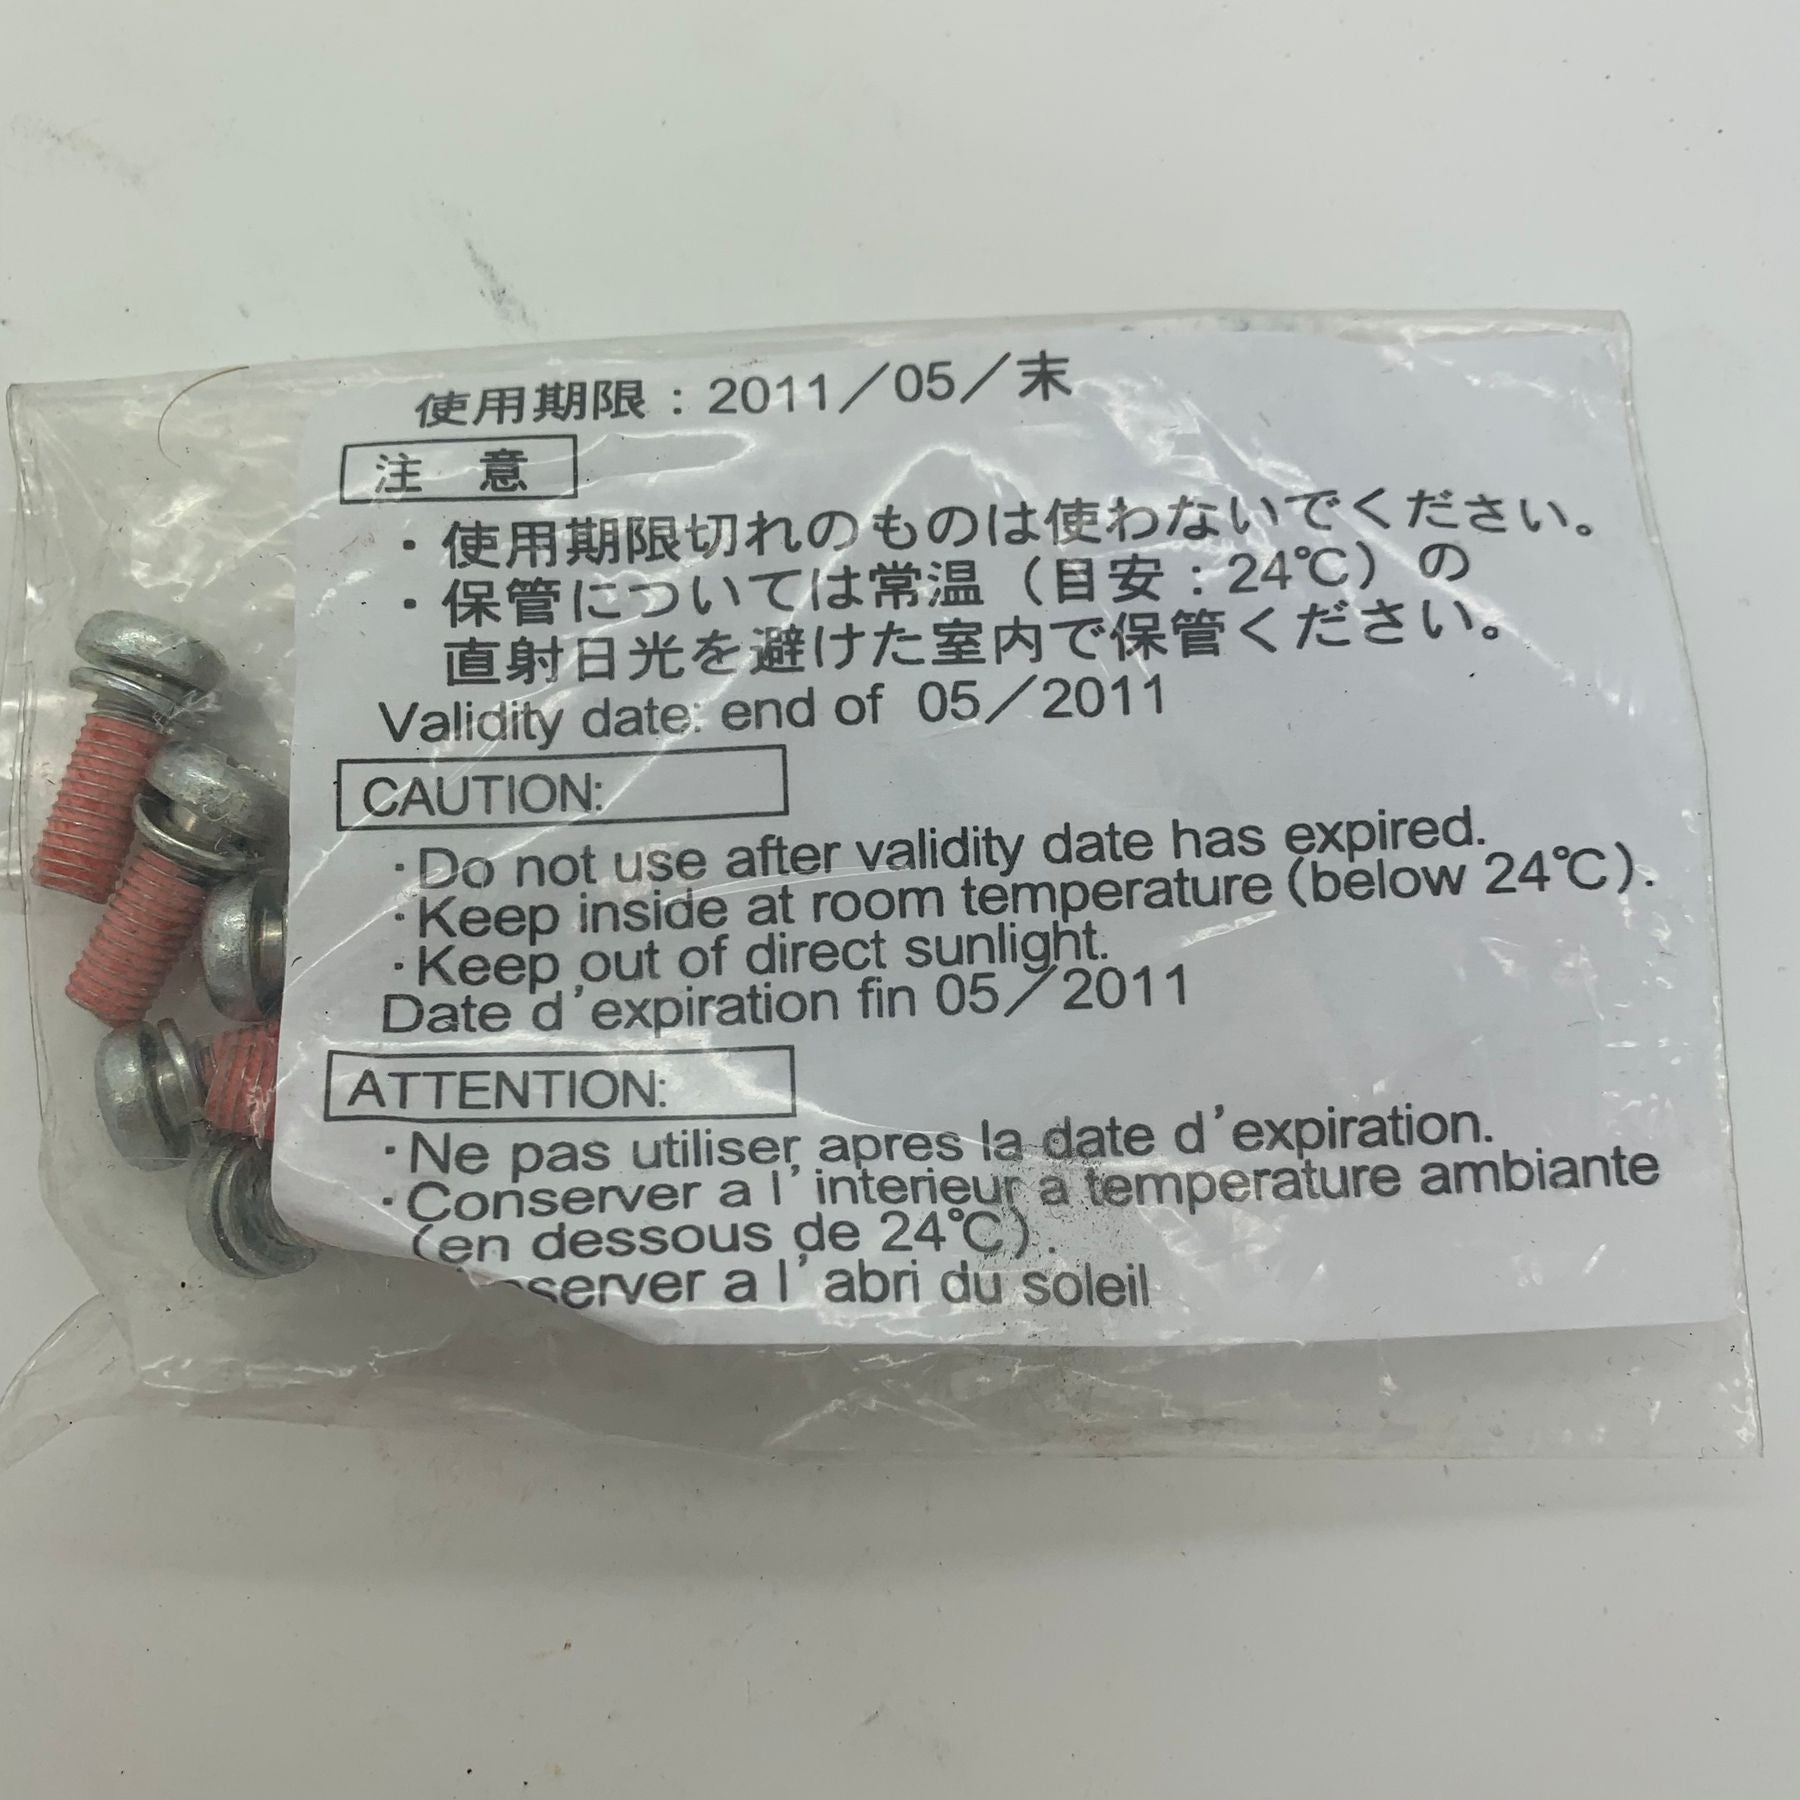 使用期限：2011／05／末
注　意
・使用期限切れのものは使わないでください。
・保管については常温（目安：24℃）の
直射日光を避けた室内で保管ください。
Validity date: end of 05／2011
CAUTION:
・Do not use after validity date has expired.
・Keep inside at room temperature (below 24℃).
・Keep out of direct sunlight.
Date d'expiration fin 05／2011
ATTENTION:
・Ne pas utiliser apres la date d'expiration.
・Conserver a l'interieur a temperature ambiante
(en dessous de 24℃).
server a l'abri du soleil